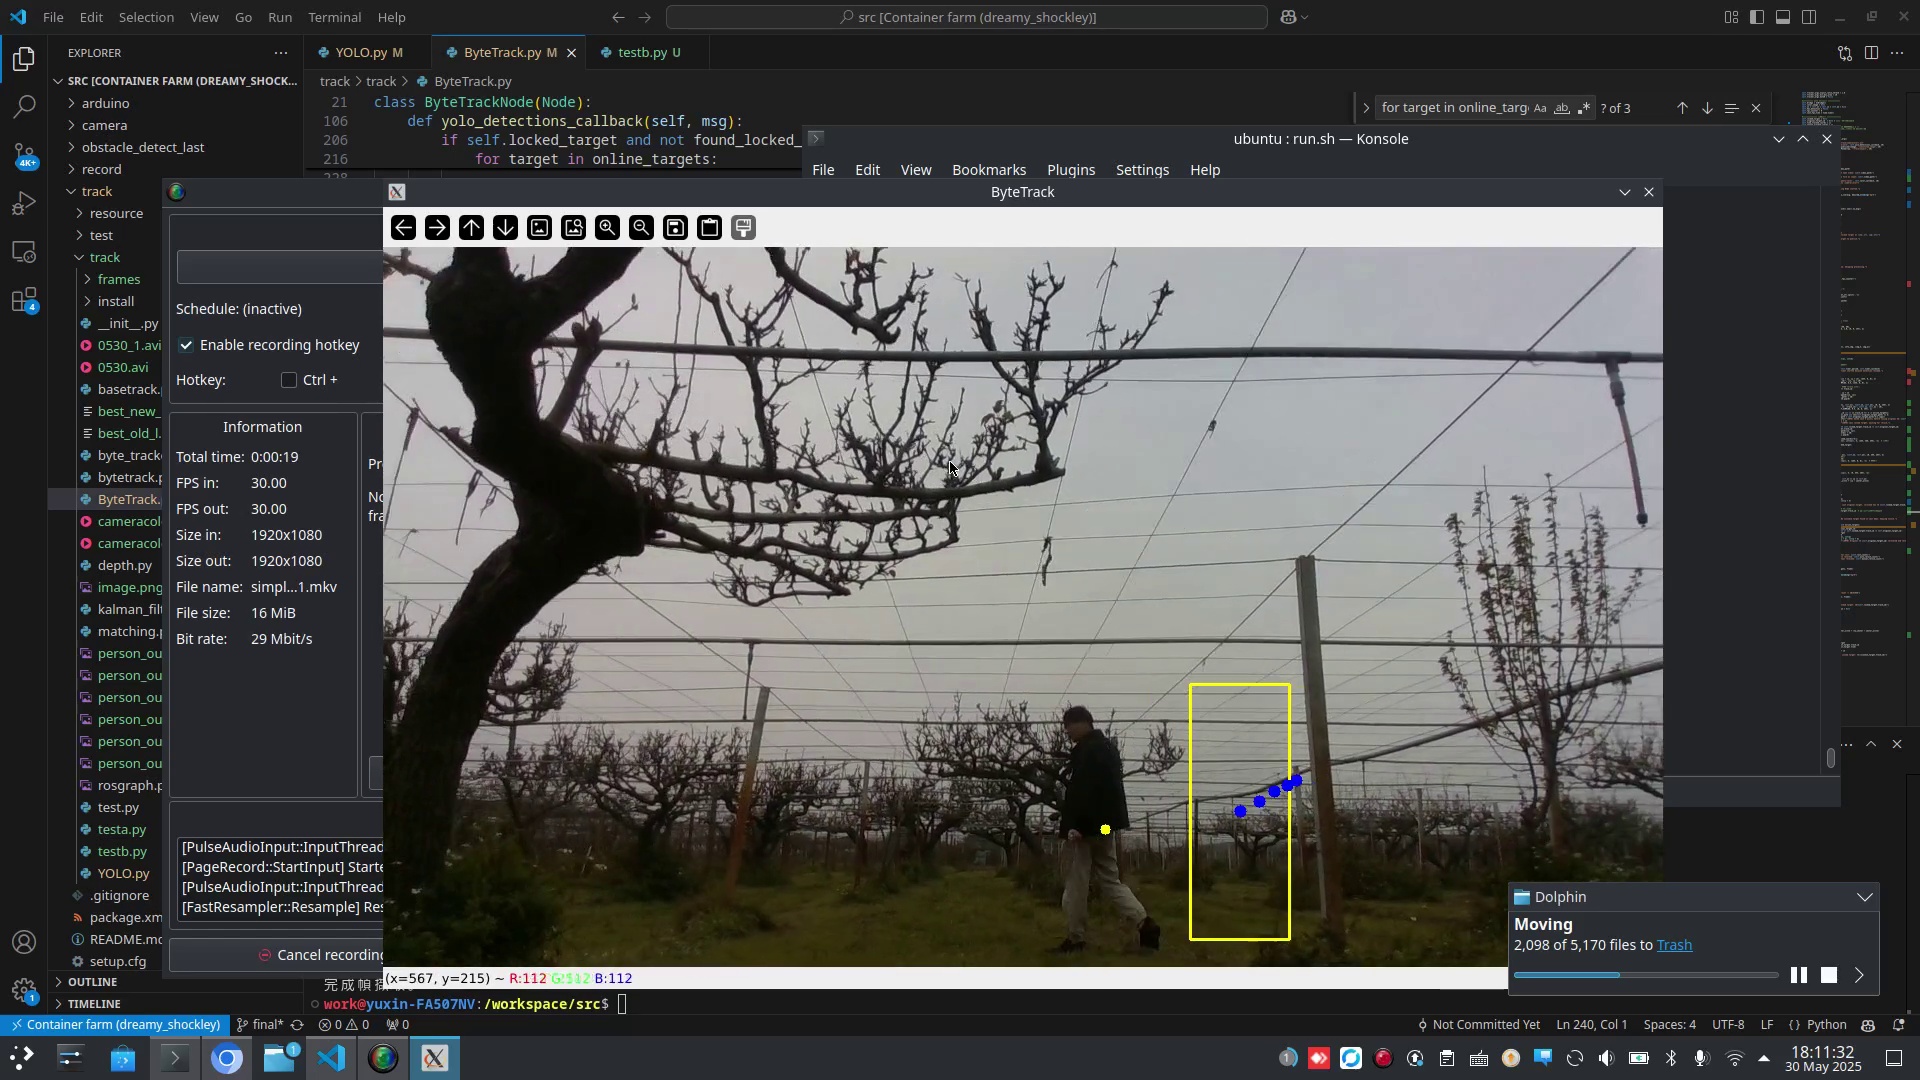 File Edit Selection View Go Run Terminal Help
src [Container farm (dreamy_shockley)]
EXPLORER
SRC [CONTAINER FARM (DREAMY_SHOCK...
arduino
camera
obstacle_detect_last
record
track
resource
test
track
frames
install
__init__.py
0530_1.avi
0530.avi
basetrack.
best_new_
best_old_l.
byte_track
bytetrack.p
ByteTrack.
cameracol
cameracol
depth.py
image.png
kalman_filt
matching.p
person_ou
person_ou
person_ou
person_ou
person_ou
person_ou
rosgraph.p
test.py
testa.py
testb.py
YOLO.py
.gitignore
package.xm
README.md
setup.cfg
OUTLINE
TIMELINE
4K+
4
1
YOLO.py M
ByteTrack.py M
testb.py U
track > track > ByteTrack.py
21 class ByteTrackNode(Node):
106 def yolo_detections_callback(self, msg):
206 if self.locked_target and not found_locked_
216 for target in online_targets:
for target in online_targ Aa ab ? of 3
ubuntu : run.sh — Konsole
File Edit View Bookmarks Plugins Settings Help
ByteTrack
Schedule: (inactive)
Enable recording hotkey
Hotkey: Ctrl +
Information
Total time: 0:00:19
FPS in: 30.00
FPS out: 30.00
Size in: 1920x1080
Size out: 1920x1080
File name: simpl...1.mkv
File size: 16 MiB
Bit rate: 29 Mbit/s
Pr
No
fra
[PulseAudioInput::InputThread
[PageRecord::StartInput] Starte
[PulseAudioInput::InputThread
[FastResampler::Resample] Res
Cancel recording
(x=567, y=215) ~ R:112 G:112 B:112
work@yuxin-FA507NV:/workspace/src$
Dolphin
Moving
2,098 of 5,170 files to Trash
Container farm (dreamy_shockley) final* 0 0 0
Not Committed Yet Ln 240, Col 1 Spaces: 4 UTF-8 LF {} Python
1
1
18:11:32
30 May 2025